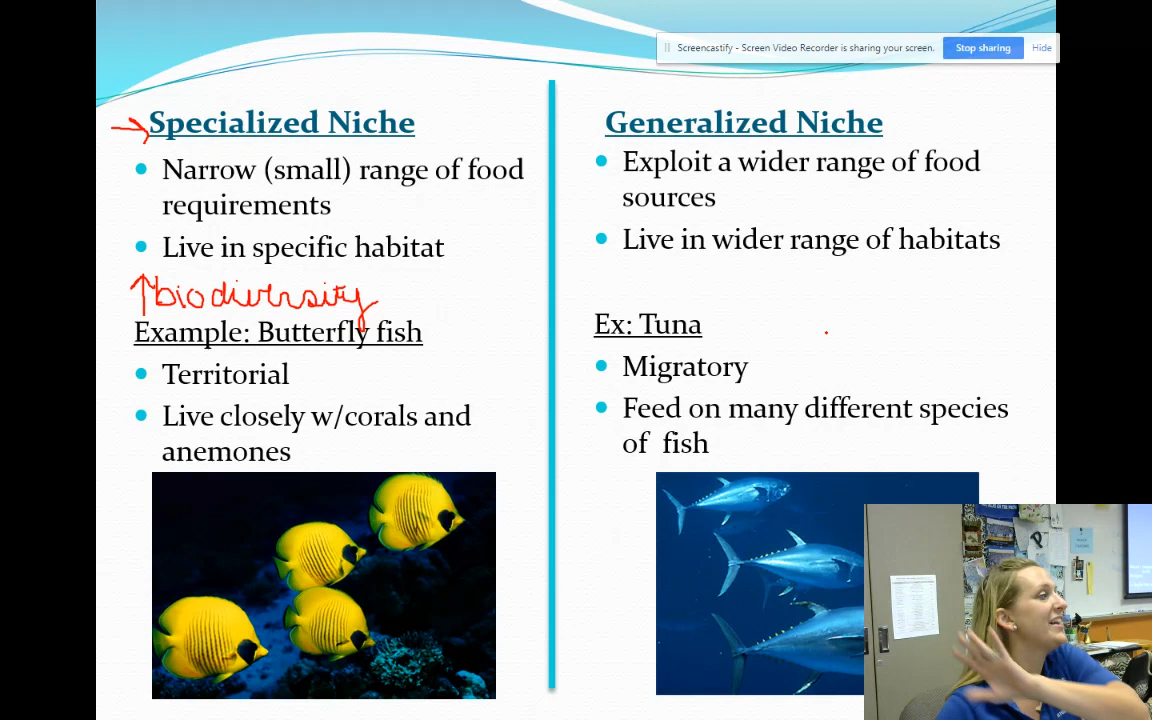 Screencastify - Screen Video Recorder is sharing your screen. Stop sharing Hide
Specialized Niche
Narrow (small) range of food
requirements
Live in specific habitat
↑biodiversity
Example: Butterfly fish
Territorial
Live closely w/corals and
anemones
Generalized Niche
Exploit a wider range of food
sources
Live in wider range of habitats
Ex: Tuna
Migratory
Feed on many different species
of fish